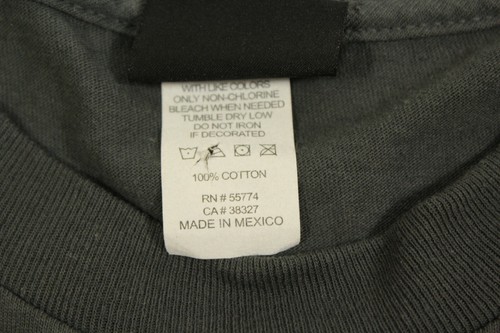 WITH LIKE COLORS
ONLY NON-CHLORINE
BLEACH WHEN NEEDED
TUMBLE DRY LOW
DO NOT IRON
IF DECORATED
100% COTTON
RN # 55774
CA # 38327
MADE IN MEXICO